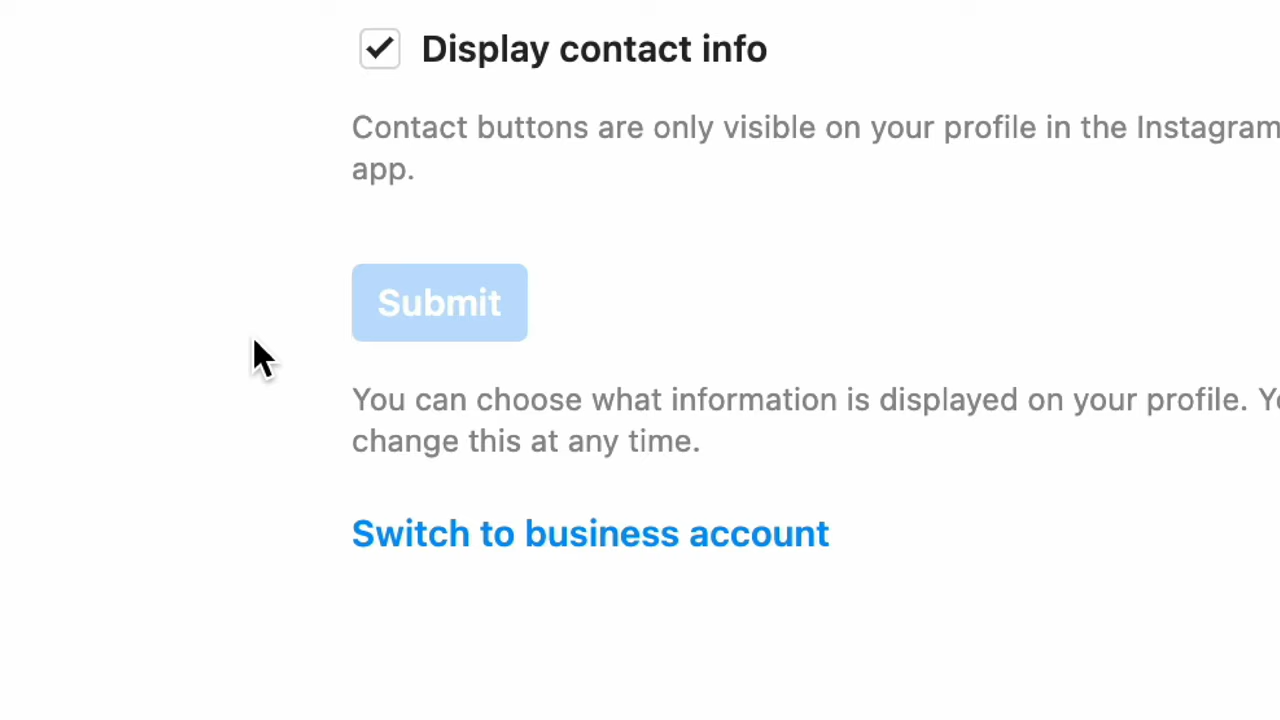 Display contact info
Contact buttons are only visible on your profile in the Instagram
app.
Submit
You can choose what information is displayed on your profile.
change this at any time.
Switch to business account